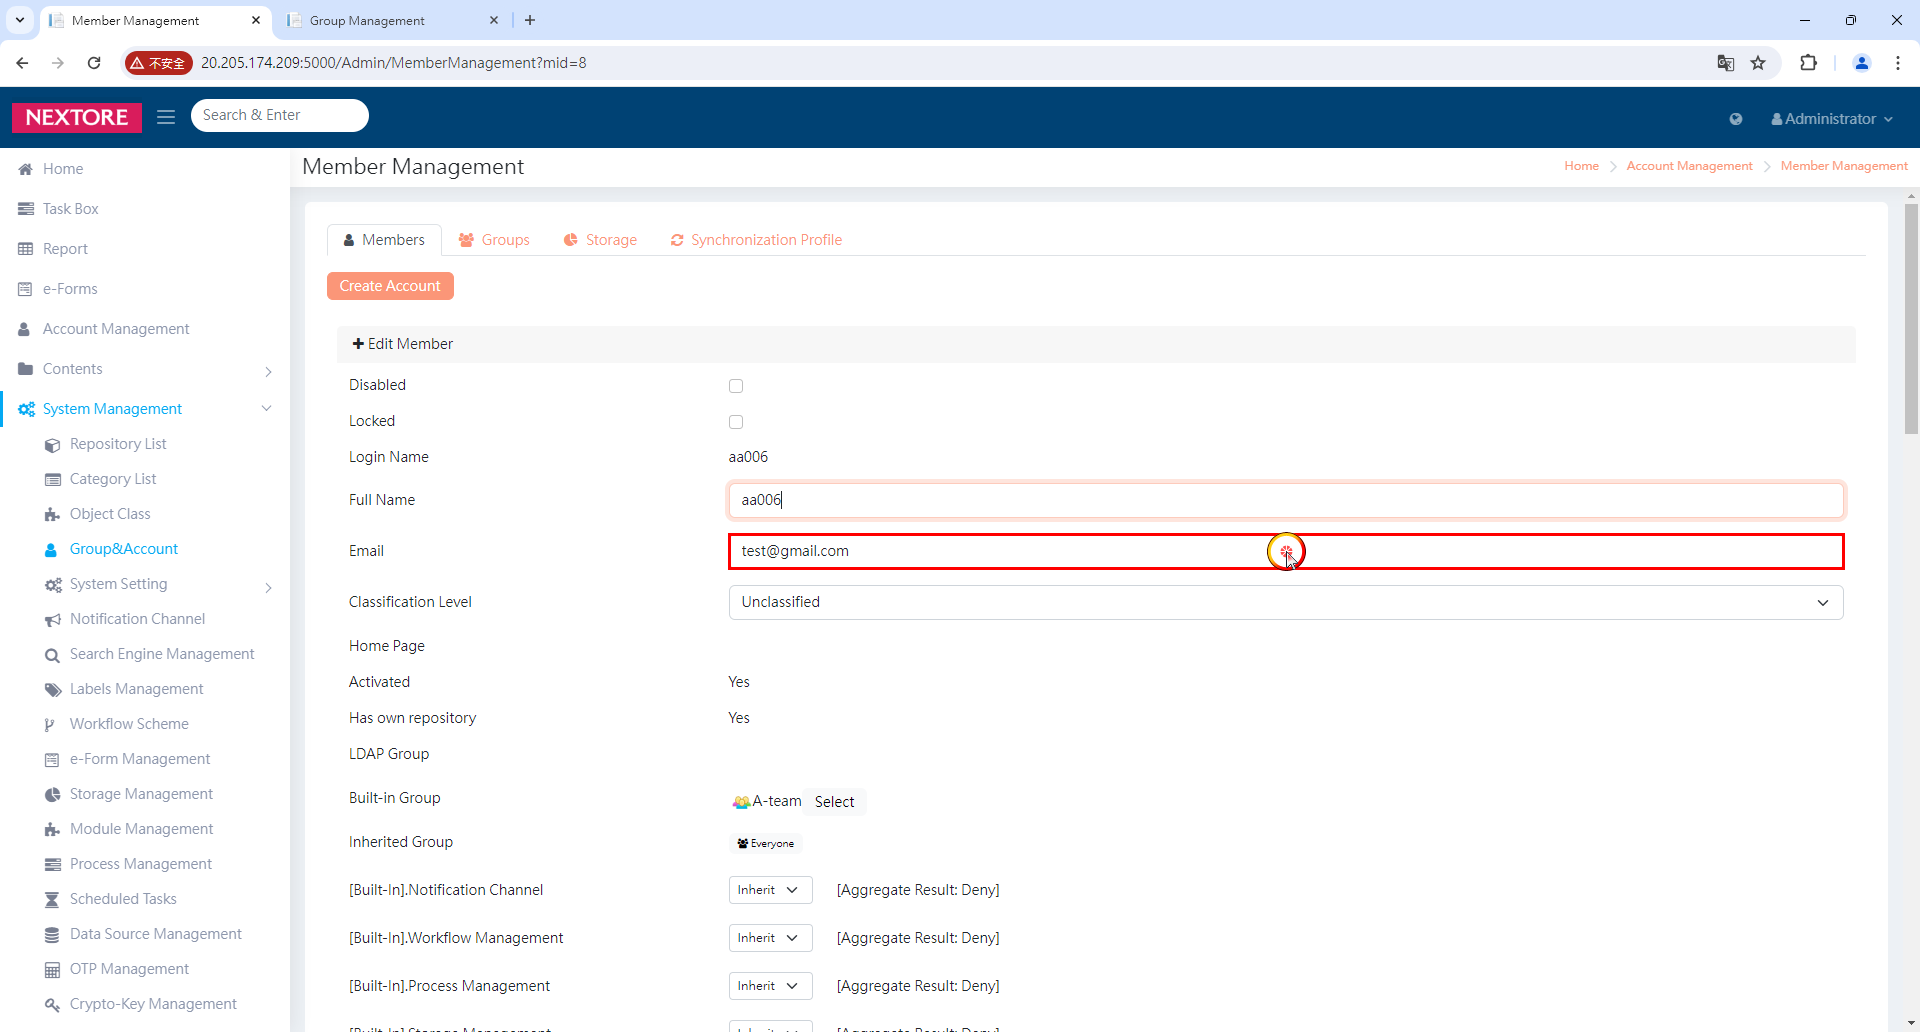 Member Management
Group Management
不安全
20.205.174.209:5000/Admin/MemberManagement?mid=8
NEXTORE
Search & Enter
Administrator
Home
Task Box
Report
e-Forms
Account Management
Contents
System Management
Repository List
Category List
Object Class
Group&Account
System Setting
Notification Channel
Search Engine Management
Labels Management
Workflow Scheme
e-Form Management
Storage Management
Module Management
Process Management
Scheduled Tasks
Data Source Management
OTP Management
Crypto-Key Management
Member Management
Home > Account Management > Member Management
Members Groups Storage Synchronization Profile
Create Account
Edit Member
Disabled
Locked
Login Name aa006
Full Name aa006
Email test@gmail.com
Classification Level Unclassified
Home Page
Activated Yes
Has own repository Yes
LDAP Group
Built-in Group A-team Select
Inherited Group Everyone
[Built-In].Notification Channel Inherit [Aggregate Result: Deny]
[Built-In].Workflow Management Inherit [Aggregate Result: Deny]
[Built-In].Process Management Inherit [Aggregate Result: Deny]